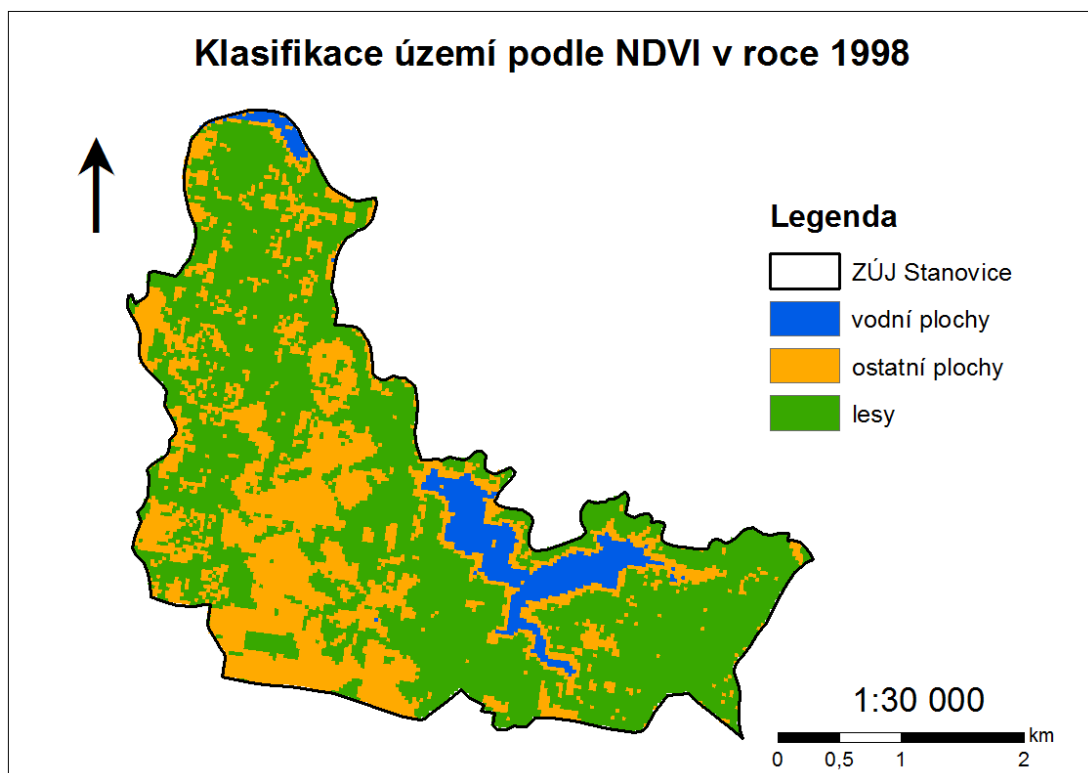 Klasifikace území podle NDVI v roce 1998
Legenda
ZÚJ Stanovice
vodní plochy
ostatní plochy
lesy
1:30 000
km
0 0,5 1 2